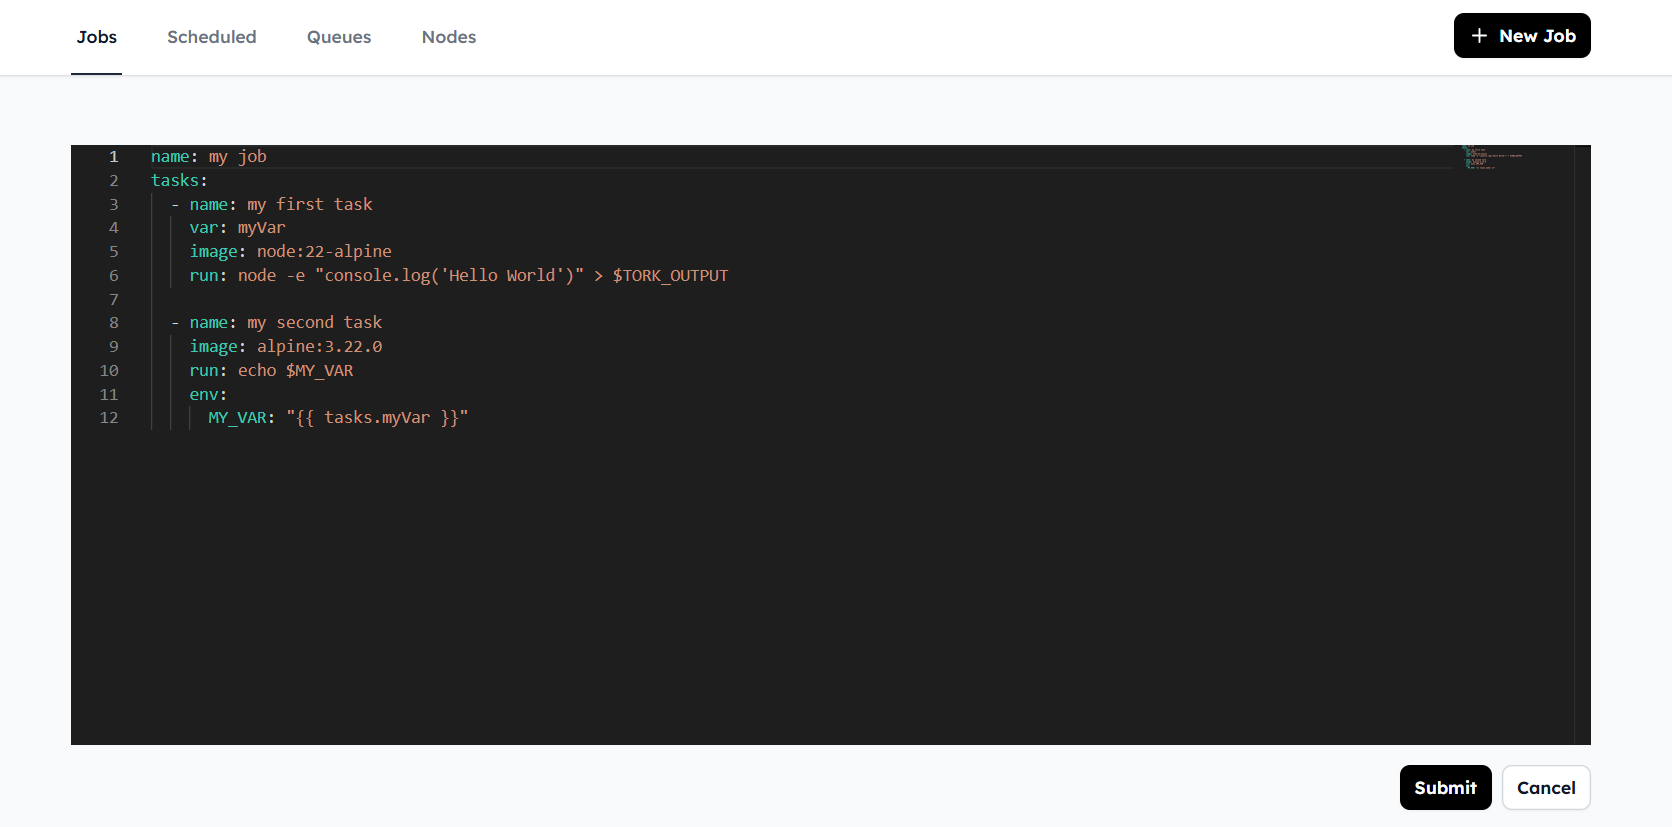 Jobs Scheduled Queues Nodes + New Job
1 name: my job
2 tasks:
3   - name: my first task
4     var: myVar
5     image: node:22-alpine
6     run: node -e "console.log('Hello World')" > $TORK_OUTPUT
7
8   - name: my second task
9     image: alpine:3.22.0
10     run: echo $MY_VAR
11     env:
12       MY_VAR: "{{ tasks.myVar }}"
Submit Cancel